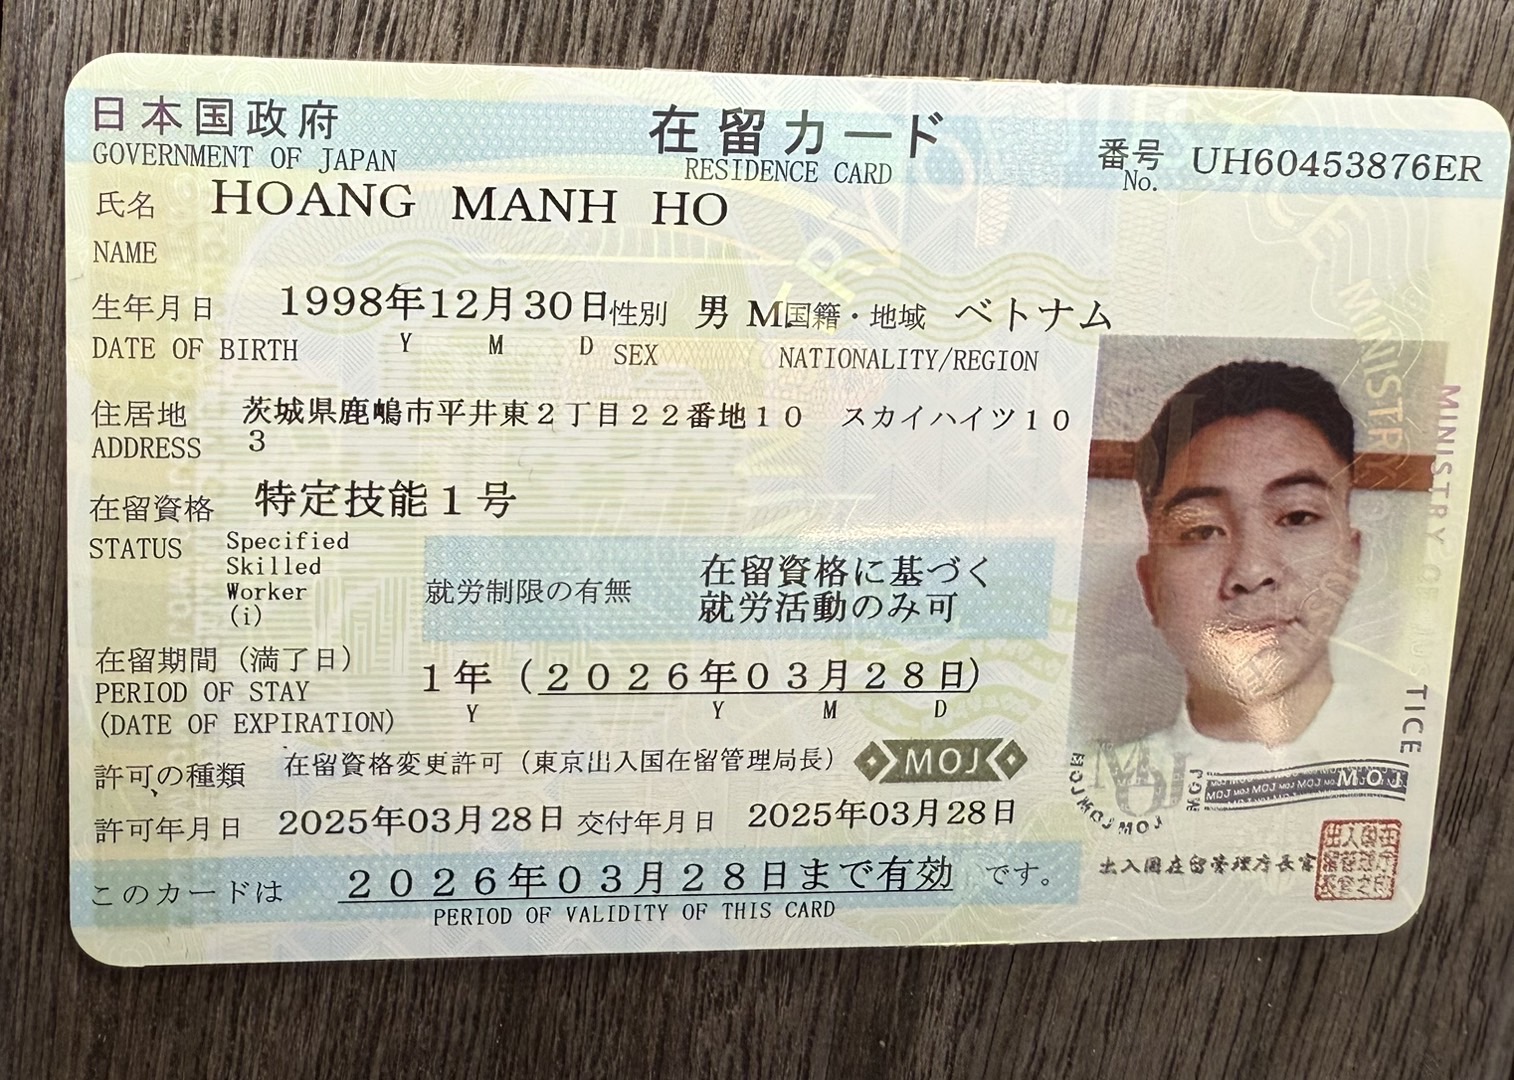 日本国政府 在留カード 番号 UH60453876ER
GOVERNMENT OF JAPAN RESIDENCE CARD No.
氏名 HOANG MANH HO
NAME
生年月日 1998年12月30日 性別 男 M. 国籍・地域 ベトナム
DATE OF BIRTH Y M D SEX NATIONALITY/REGION
住居地 茨城県鹿嶋市平井東2丁目22番地10 スカイハイツ10
ADDRESS 3
在留資格 特定技能1号
STATUS Specified
Skilled
Worker
(i)
就労制限の有無 在留資格に基づく
就労活動のみ可
在留期間(満了日) 1年(2026年03月28日)
PERIOD OF STAY Y Y M D
(DATE OF EXPIRATION)
許可の種類 在留資格変更許可(東京出入国在留管理局長) MOJ
許可年月日 2025年03月28日 交付年月日 2025年03月28日
このカードは 2026年03月28日まで有効 です。
PERIOD OF VALIDITY OF THIS CARD
MINISTRY
TICE
MOJ
MOJ
出入国在留管理庁長官